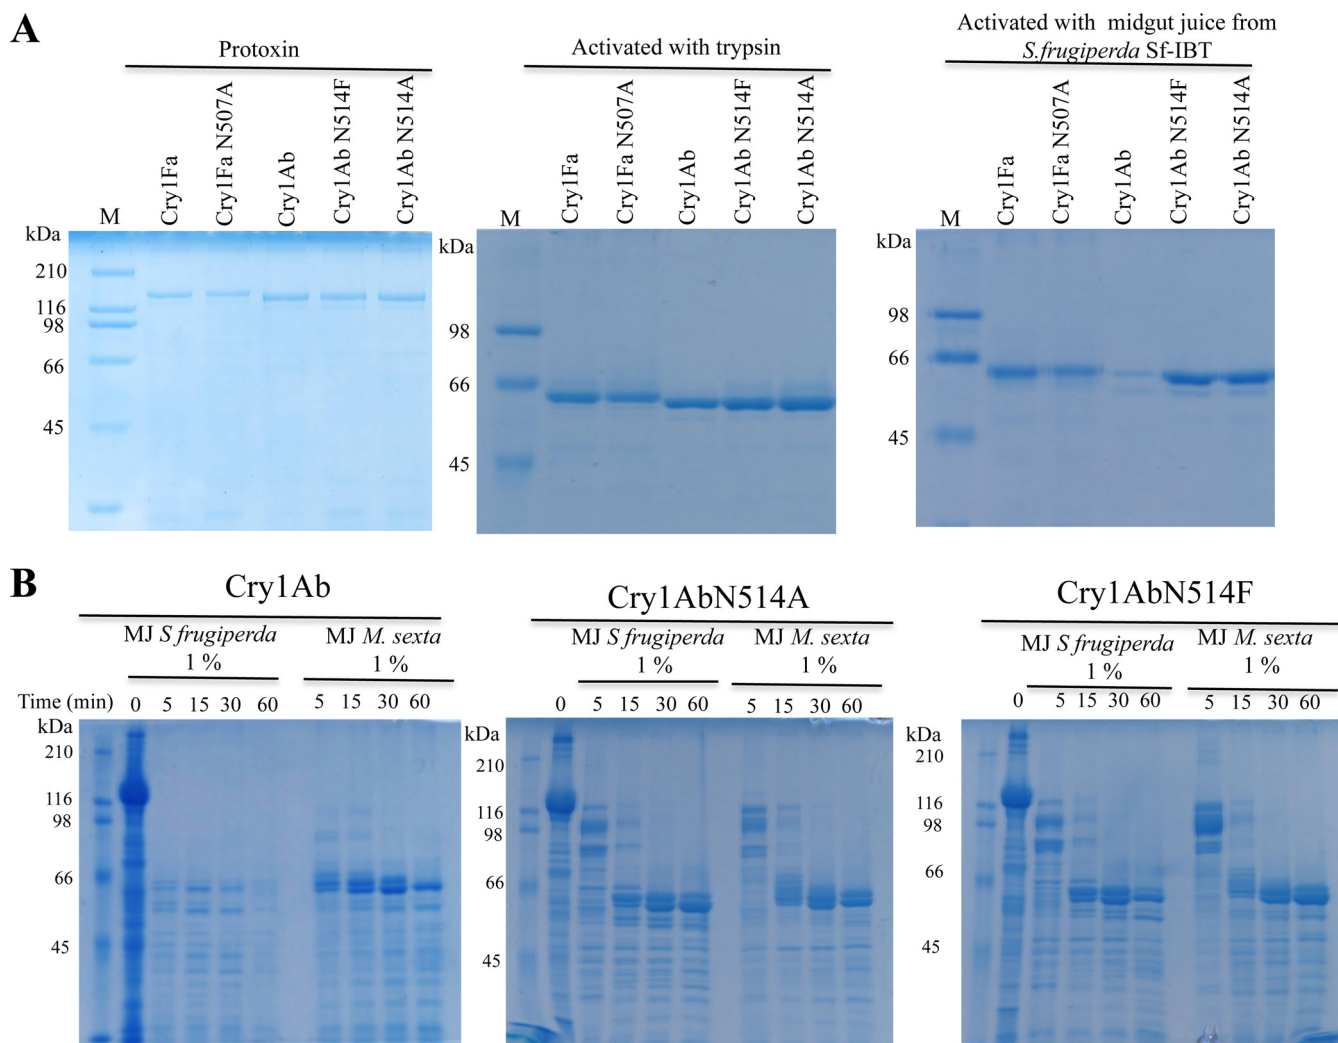 A
Protoxin
Activated with trypsin
Activated with  midgut juice from
S.frugiperda Sf-IBT
M
Cry1Fa
Cry1Fa N507A
Cry1Ab
Cry1Ab N514F
Cry1Ab N514A
M
Cry1Fa
Cry1Fa N507A
Cry1Ab
Cry1Ab N514F
Cry1Ab N514A
M
Cry1Fa
Cry1Fa N507A
Cry1Ab
Cry1Ab N514F
Cry1Ab N514A
kDa
210
116
98
66
45
kDa
98
66
45
kDa
98
66
45
B
Cry1Ab
MJ S frugiperda
1 %
MJ M. sexta
1 %
Time (min) 0 5 15 30 60 5 15 30 60
kDa
210
116
98
66
45
Cry1AbN514A
MJ S frugiperda
1 %
MJ M. sexta
1 %
0 5 15 30 60 5 15 30 60
kDa
210
116
98
66
45
Cry1AbN514F
MJ S frugiperda
1 %
MJ M. sexta
1 %
0 5 15 30 60 5 15 30 60
kDa
210
116
98
66
45